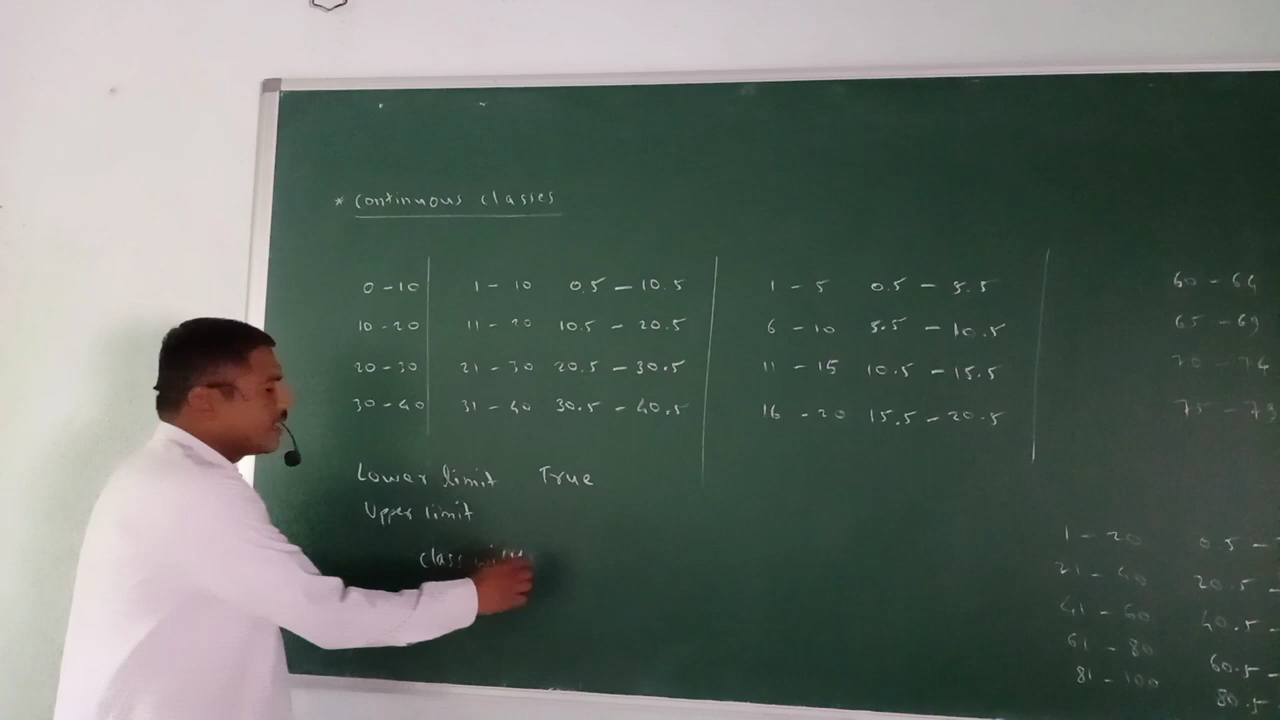 * Continuous classes
0 - 10 1 - 10 0.5 - 10.5 1 - 5 0.5 - 5.5 60 - 64
10 - 20 11 - 20 10.5 - 20.5 6 - 10 5.5 - 10.5 65 - 69
20 - 30 21 - 30 20.5 - 30.5 11 - 15 10.5 - 15.5 70 - 74
30 - 40 31 - 40 30.5 - 40.5 16 - 20 15.5 - 20.5 75 - 79
Lower limit True
Upper limit
class
1 - 20 0.5 -
21 - 40 20.5 -
41 - 60 40.5 -
61 - 80 60.5 -
81 - 100 80.5 -